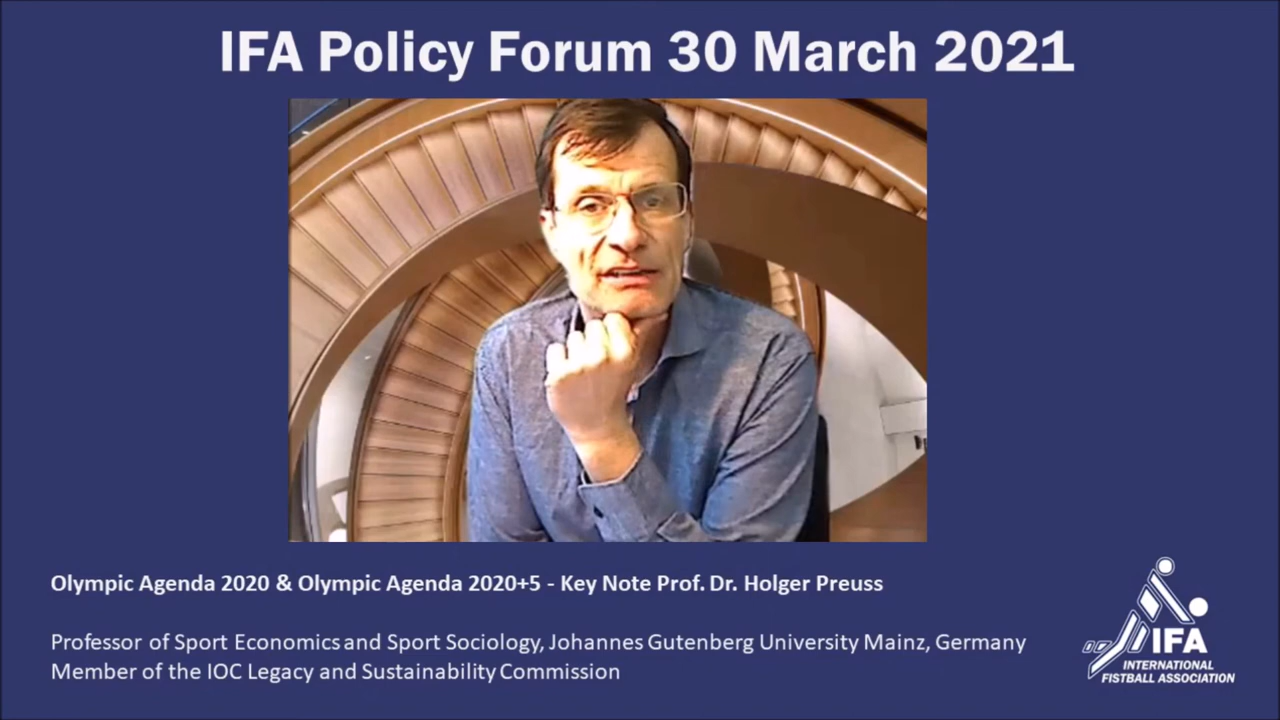 IFA Policy Forum 30 March 2021
Olympic Agenda 2020 & Olympic Agenda 2020+5 - Key Note Prof. Dr. Holger Preuss
Professor of Sport Economics and Sport Sociology, Johannes Gutenberg University Mainz, Germany
Member of the IOC Legacy and Sustainability Commission
IFA
INTERNATIONAL
FISTBALL ASSOCIATION